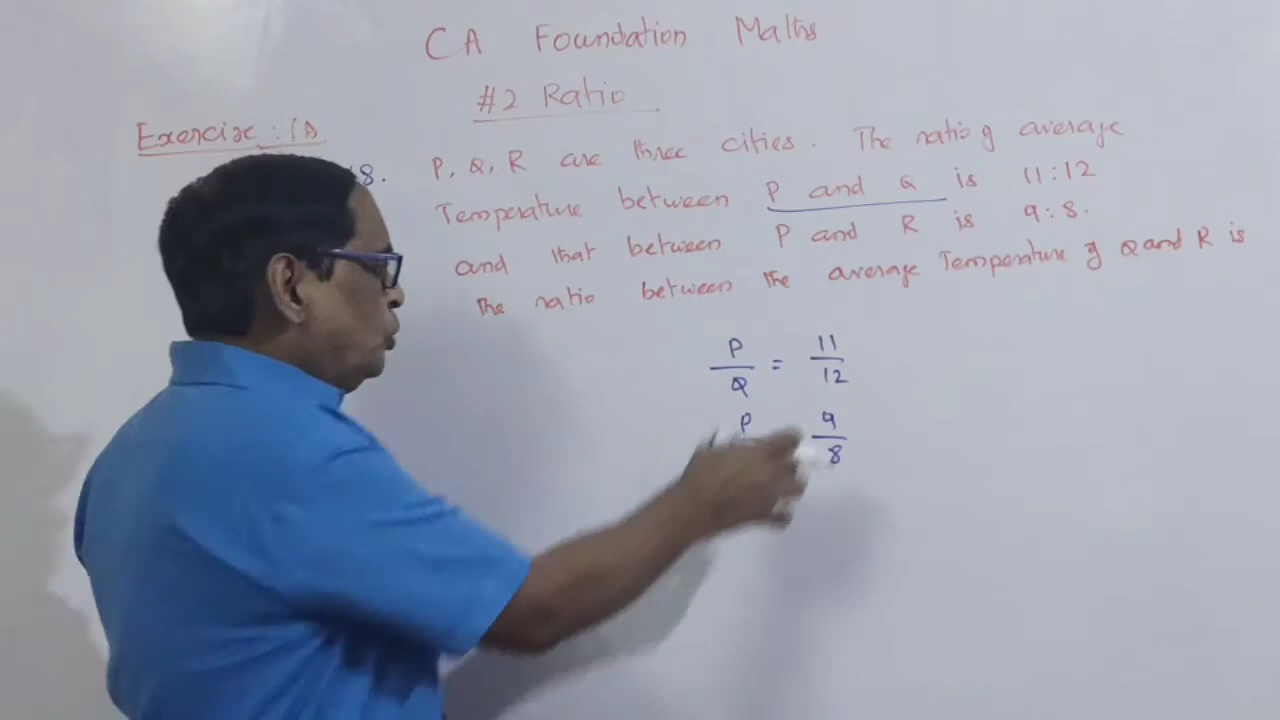 CA Foundation Maths
#2 Ratio
Exercise : 1A
8. P, Q, R are three cities. The ratio of average
Temperature between P and Q is 11:12
and that between P and R is 9:8.
The ratio between the average Temperature of Q and R is
P/Q = 11/12
P 9/8